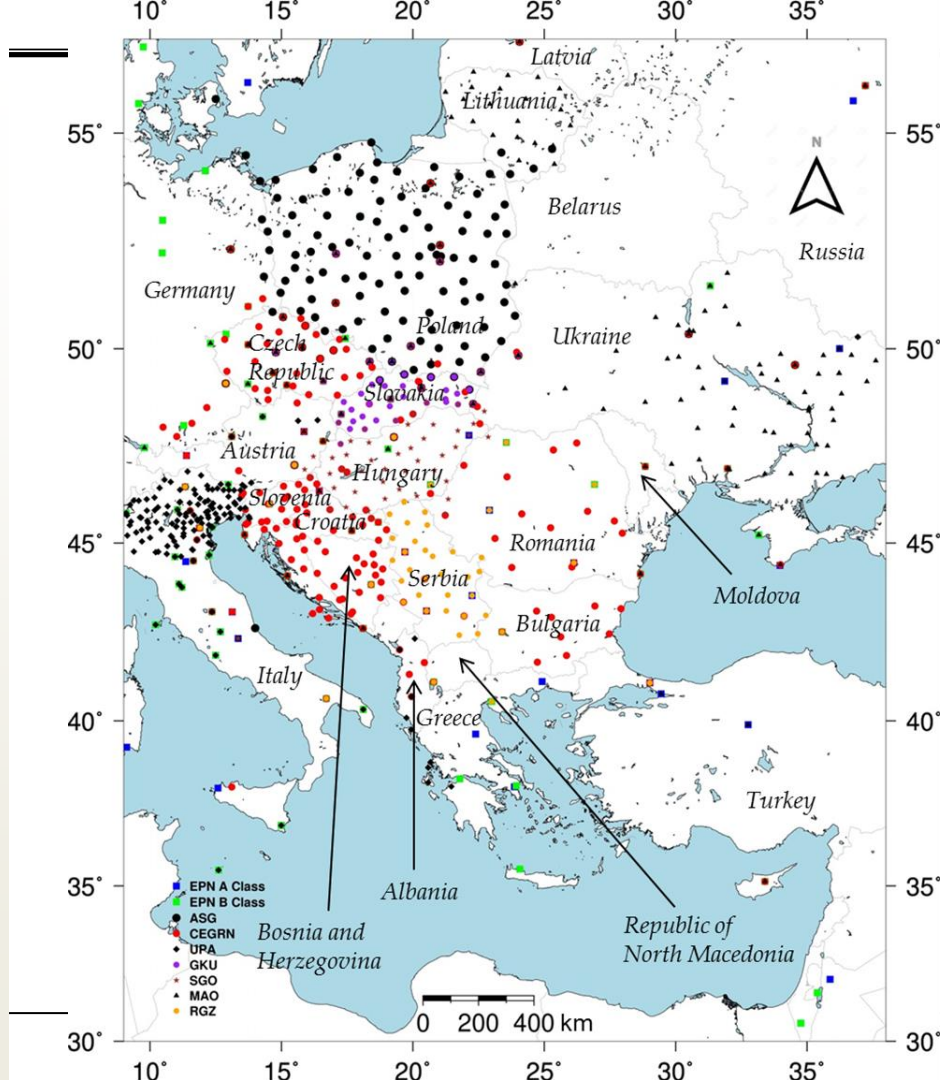 10° 15° 20° 25° 30° 35°
Latvia
Lithuania
55° 55°
N
Belarus
Russia
Germany
Poland
Ukraine
50° 50°
Czech
Republic
Slovakia
Austria
Hungary
Slovenia
Croatia
45° 45°
Romania
Serbia
Moldova
Bulgaria
Italy
40° 40°
Greece
Turkey
35° 35°
Albania
EPN A Class
EPN B Class
ASG
CEGRN
UPA
GKU
SGO
MAO
RGZ
Bosnia and
Herzegovina
Republic of
North Macedonia
0 200 400 km
30° 30°
10° 15° 20° 25° 30° 35°